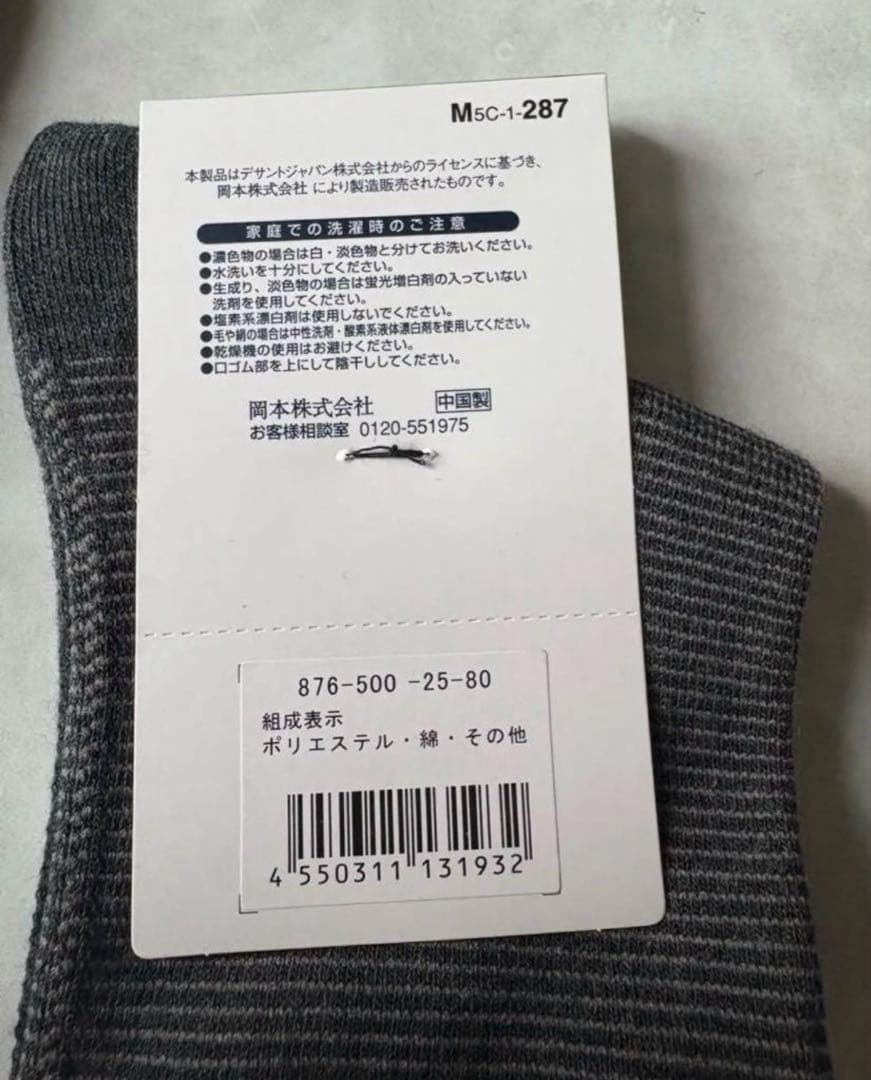 M5C-1-287
本製品はデサントジャパン株式会社からのライセンスに基づき、
岡本株式会社 により製造販売されたものです。
家庭での洗濯時のご注意
●濃色物の場合は白・淡色物と分けてお洗いください。
●水洗いを十分にしてください。
●生成り、淡色物の場合は蛍光増白剤の入っていない
洗剤を使用してください。
●塩素系漂白剤は使用しないでください。
●毛や絹の場合は中性洗剤・酸素系液体漂白剤を使用してください。
●乾燥機の使用はお避けください。
●口ゴム部を上にして陰干ししてください。
岡本株式会社 中国製
お客様相談室 0120-551975
876-500 -25-80
組成表示
ポリエステル・綿・その他
4 550311 131932